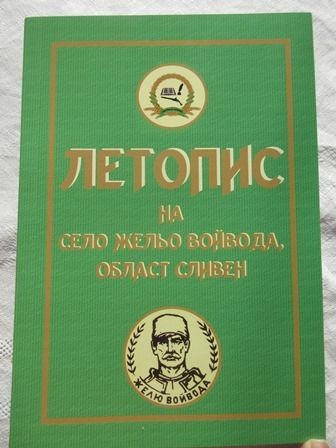 ЛЕТОПИС
НА
СЕЛО ЖЕЛЬО ВОЙВОДА,
ОБЛАСТ СЛИВЕН
ЖЕЛЮ ВОЙВОДА